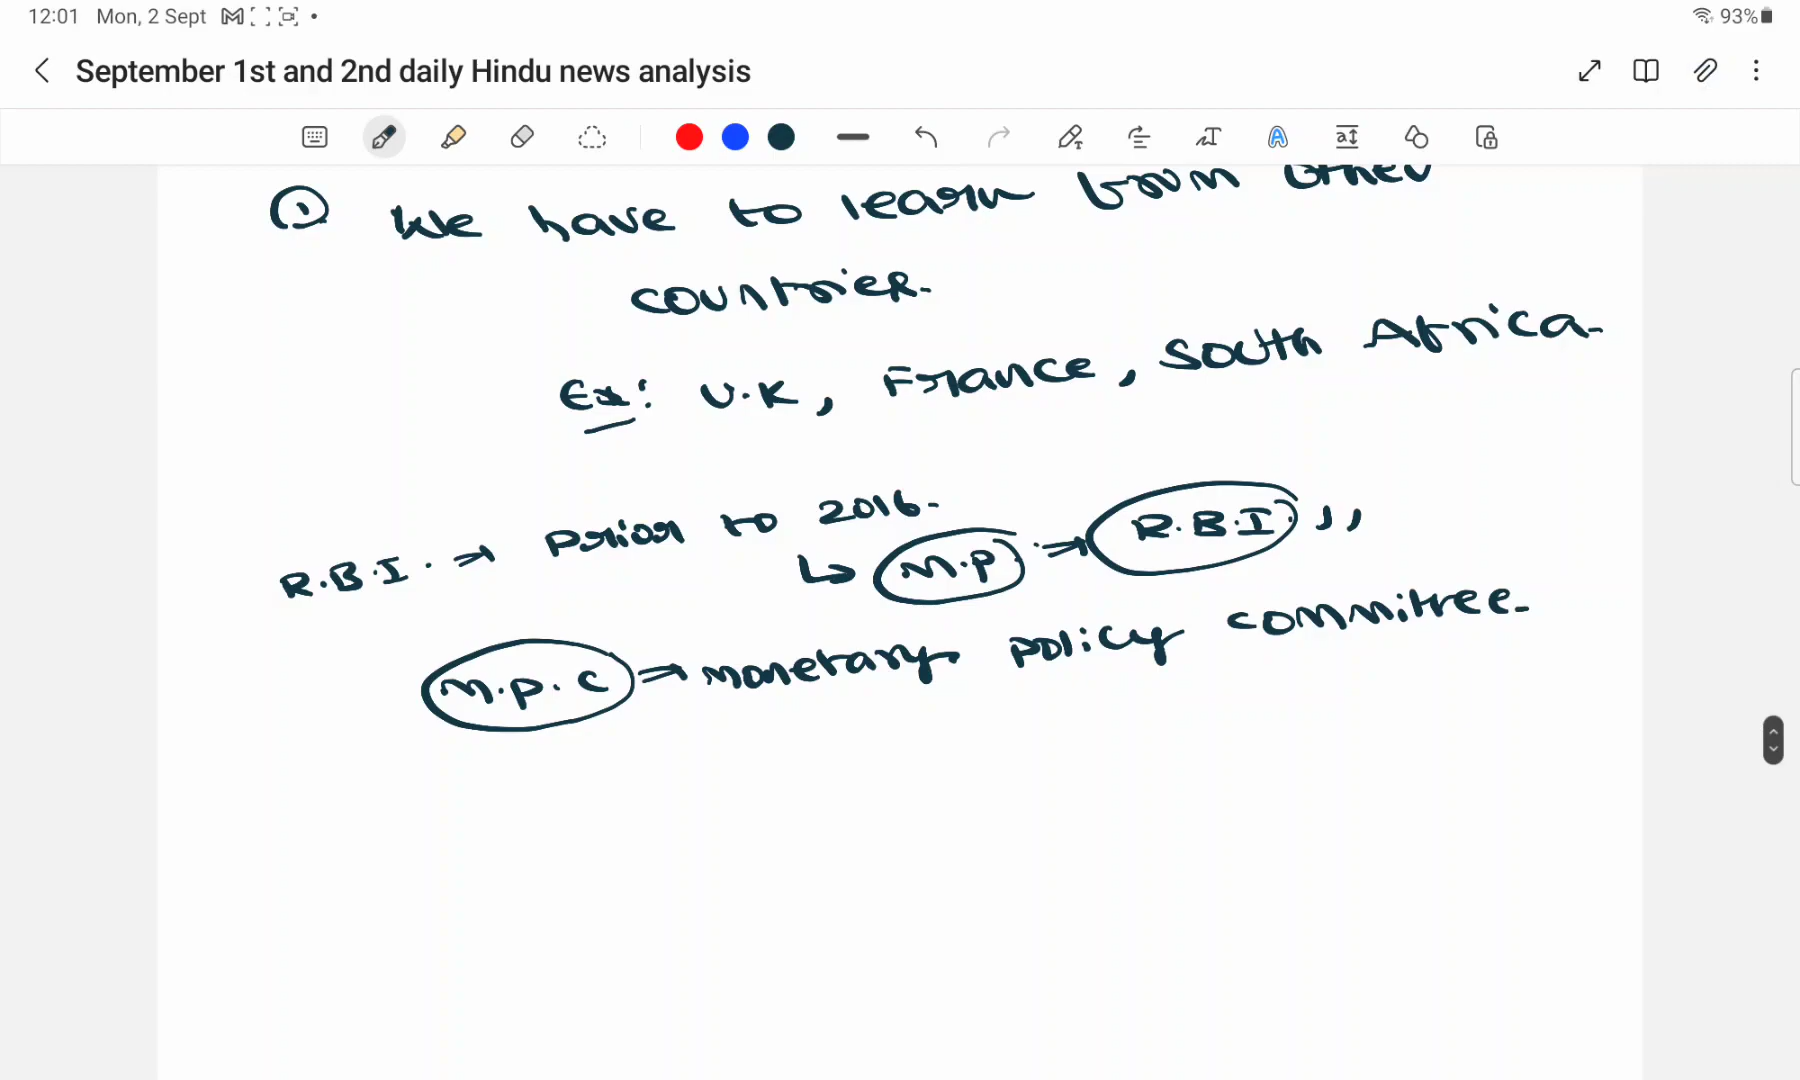 12:01 Mon, 2 Sept 93%
September 1st and 2nd daily Hindu news analysis
① We have to learn from other
countries.
Ex: U.K, France, South Africa.
R.B.I. → Prior to 2016.
↳ M.P → R.B.I.,,
M.P.C → monetary policy committee.